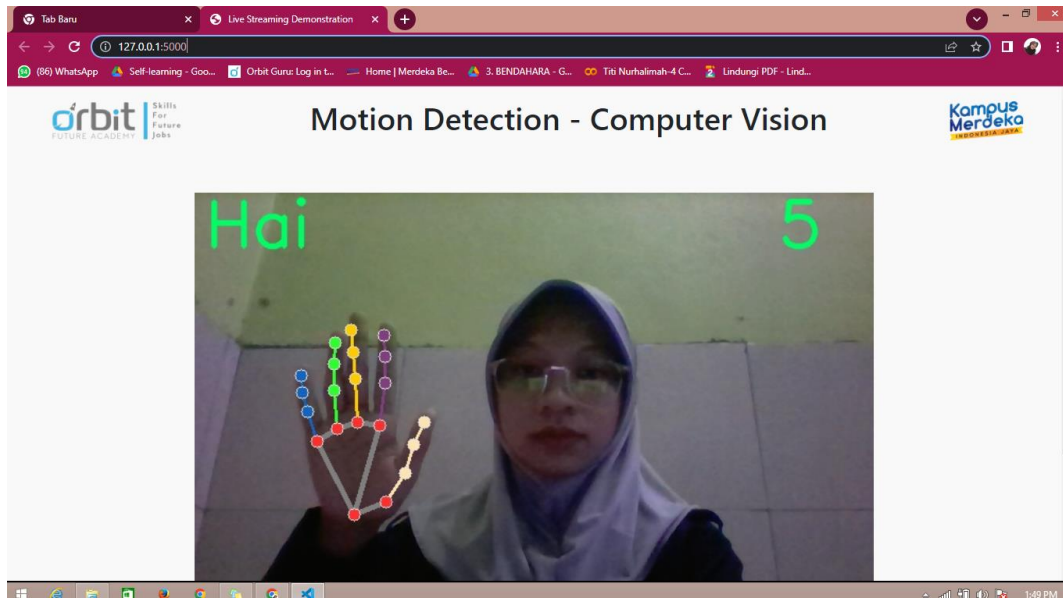 Tab Baru
Live Streaming Demonstration
127.0.0.1:5000
(86) WhatsApp
Self-learning - Goo...
Orbit Guru: Log in t...
Home | Merdeka Be...
3. BENDAHARA - G...
Titi Nurhalimah-4 C...
Lindungi PDF - Lind...
orbit
FUTURE ACADEMY
Skills
For
Future
Jobs
Motion Detection - Computer Vision
Kampus
Merdeka
INDONESIA JAYA
Hai
5
1:49 PM